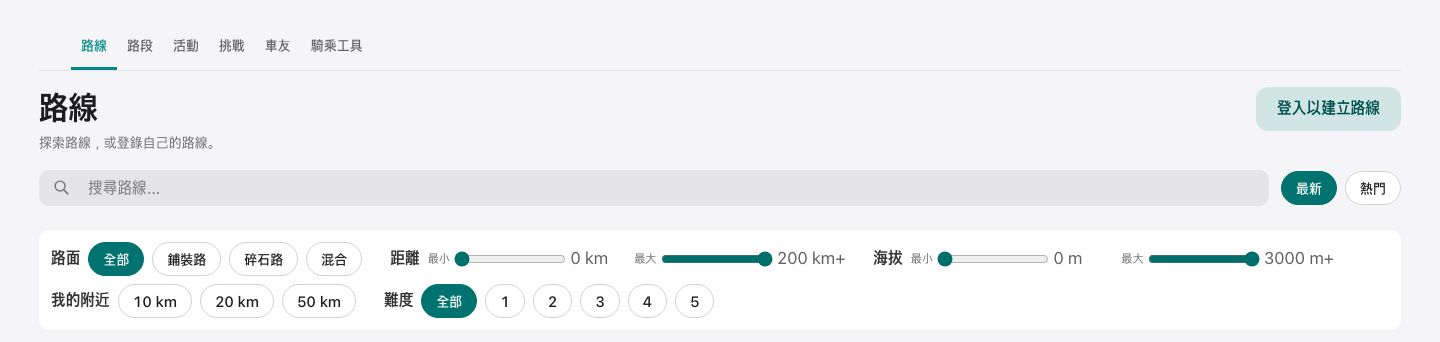 路線 路段 活動 挑戰 車友 騎乘工具
路線
登入以建立路線
探索路線，或登錄自己的路線。
搜尋路線... 最新 熱門
路面 全部 鋪裝路 碎石路 混合 距離 最小 0 km 最大 200 km+ 海拔 最小 0 m 最大 3000 m+
我的附近 10 km 20 km 50 km 難度 全部 1 2 3 4 5